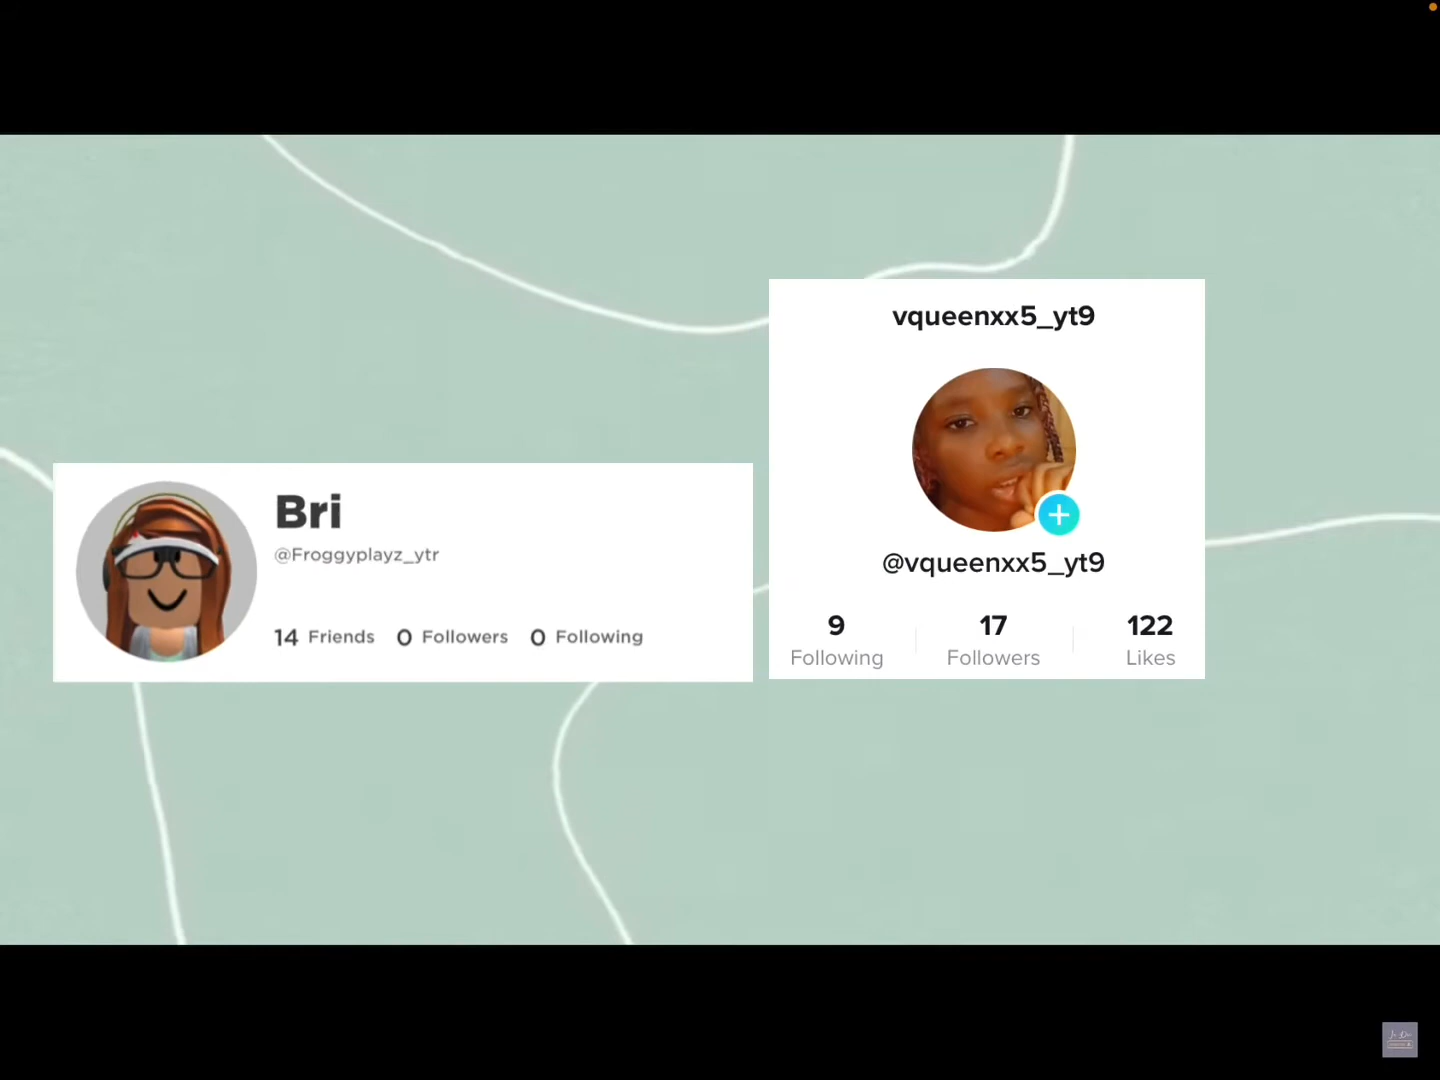 Bri
@Froggyplayz_ytr
14 Friends 0 Followers 0 Following
vqueenxx5_yt9
@vqueenxx5_yt9
9 17 122
Following Followers Likes